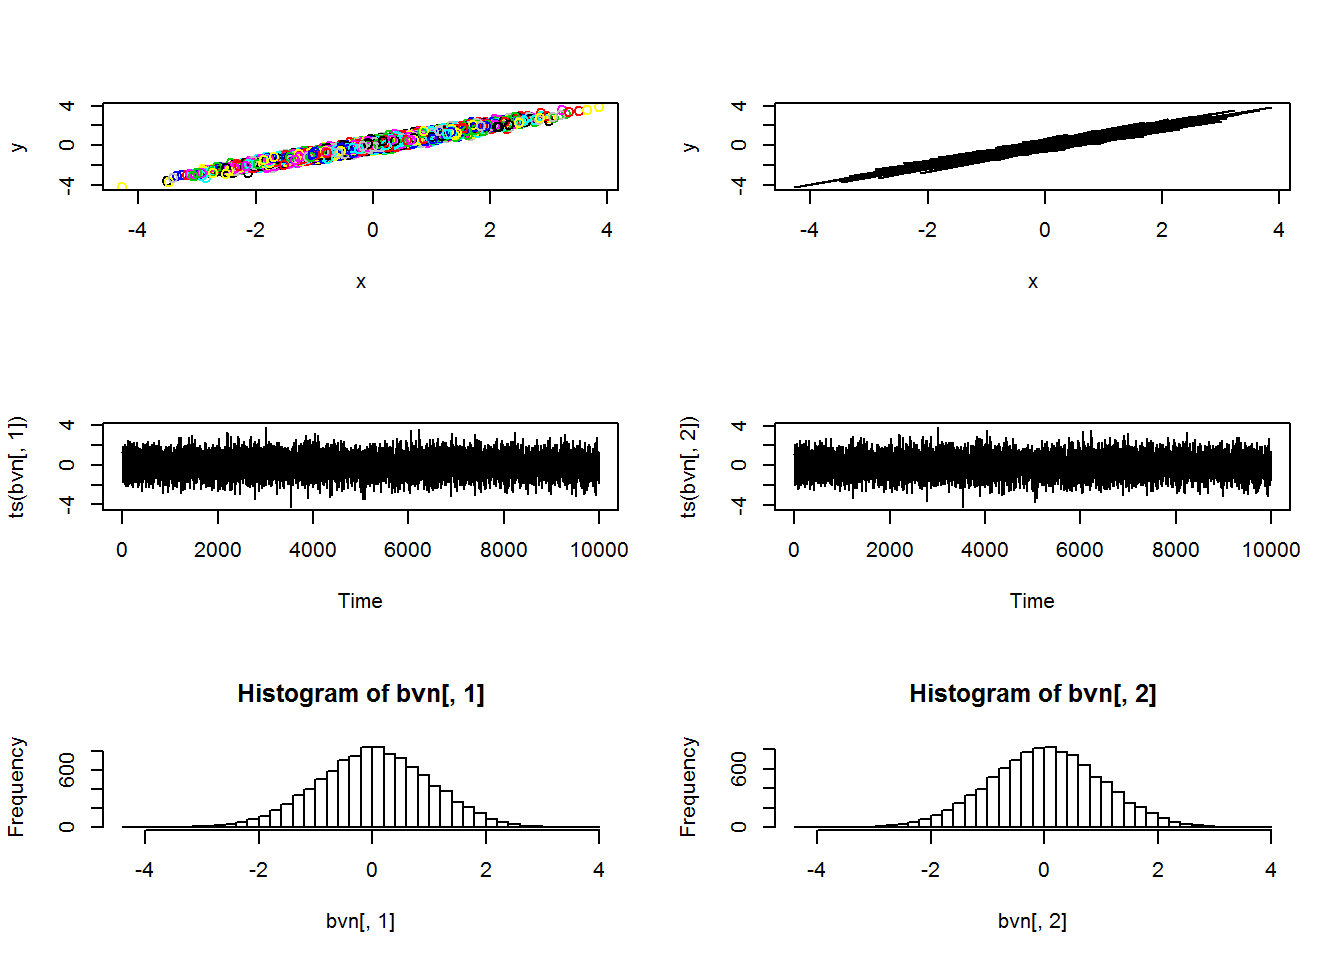 4
0
-4
y
-4 -2 0 2 4
x
4
0
-4
y
-4 -2 0 2 4
x
4
0
-4
ts(bvn[, 1])
0 2000 4000 6000 8000 10000
Time
4
0
-4
ts(bvn[, 2])
0 2000 4000 6000 8000 10000
Time
Histogram of bvn[, 1]
600
0
Frequency
-4 -2 0 2 4
bvn[, 1]
Histogram of bvn[, 2]
600
0
Frequency
-4 -2 0 2 4
bvn[, 2]